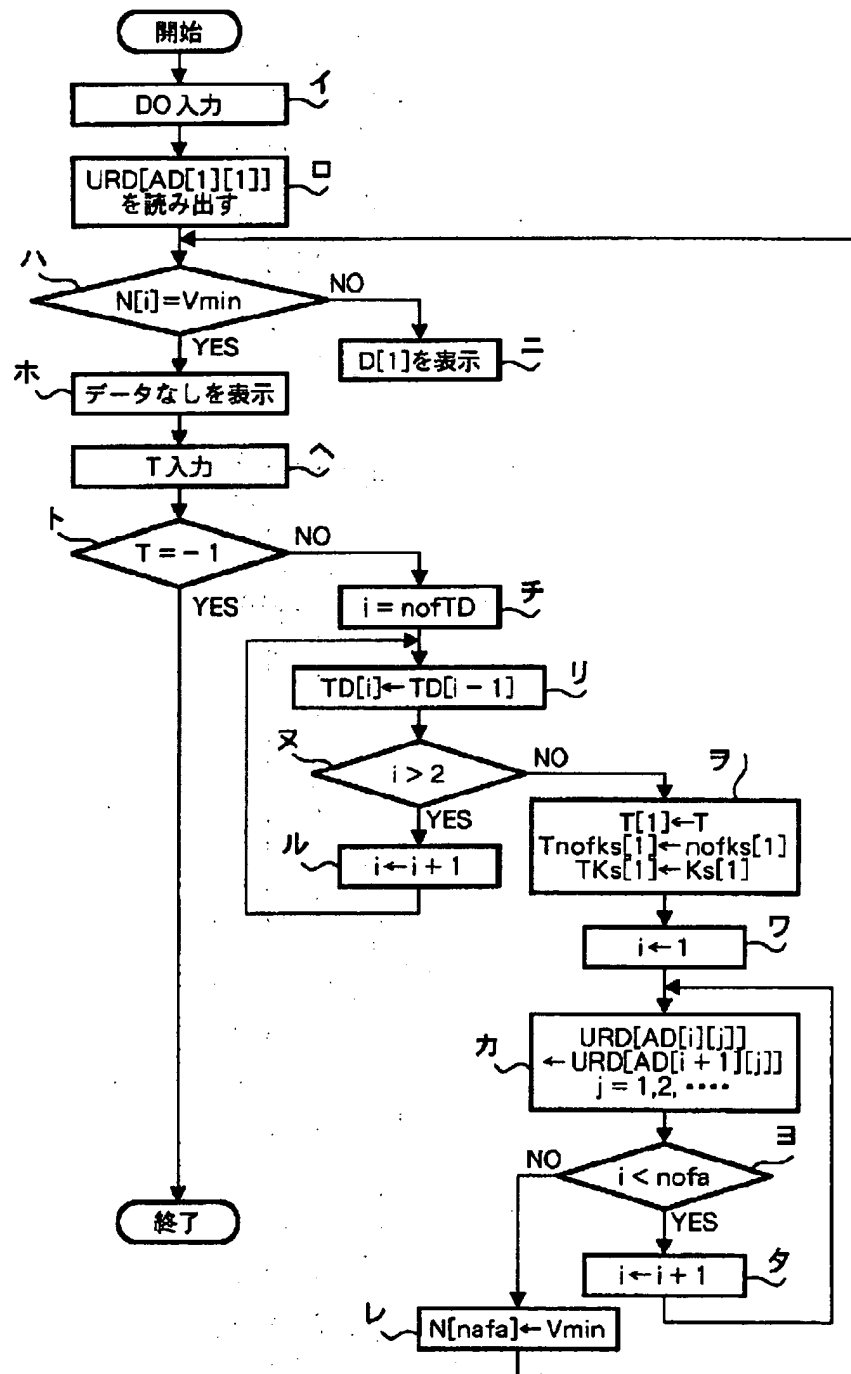 開始
イ
DO入力
ロ
URD[AD[1][1]]
を読み出す
ハ
N[i]=Vmin
NO
YES
ニ
D[1]を表示
ホ
データなしを表示
ヘ
T入力
ト
T=-1
NO
YES
チ
i=nofTD
リ
TD[i]←TD[i-1]
ヌ
i>2
NO
YES
ル
i←i+1
ヲ
T[1]←T
Tnofks[1]←nofks[1]
TKs[1]←Ks[1]
ワ
i←1
カ
URD[AD[i][j]]
←URD[AD[i+1][j]]
j=1,2,‥‥
ヨ
i<nofa
NO
YES
タ
i←i+1
レ
N[nafa]←Vmin
終了